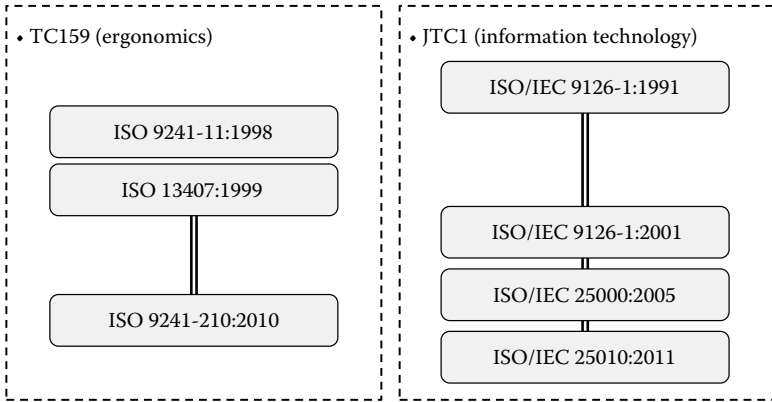 • TC159 (ergonomics)
ISO 9241-11:1998
ISO 13407:1999
ISO 9241-210:2010
• JTC1 (information technology)
ISO/IEC 9126-1:1991
ISO/IEC 9126-1:2001
ISO/IEC 25000:2005
ISO/IEC 25010:2011